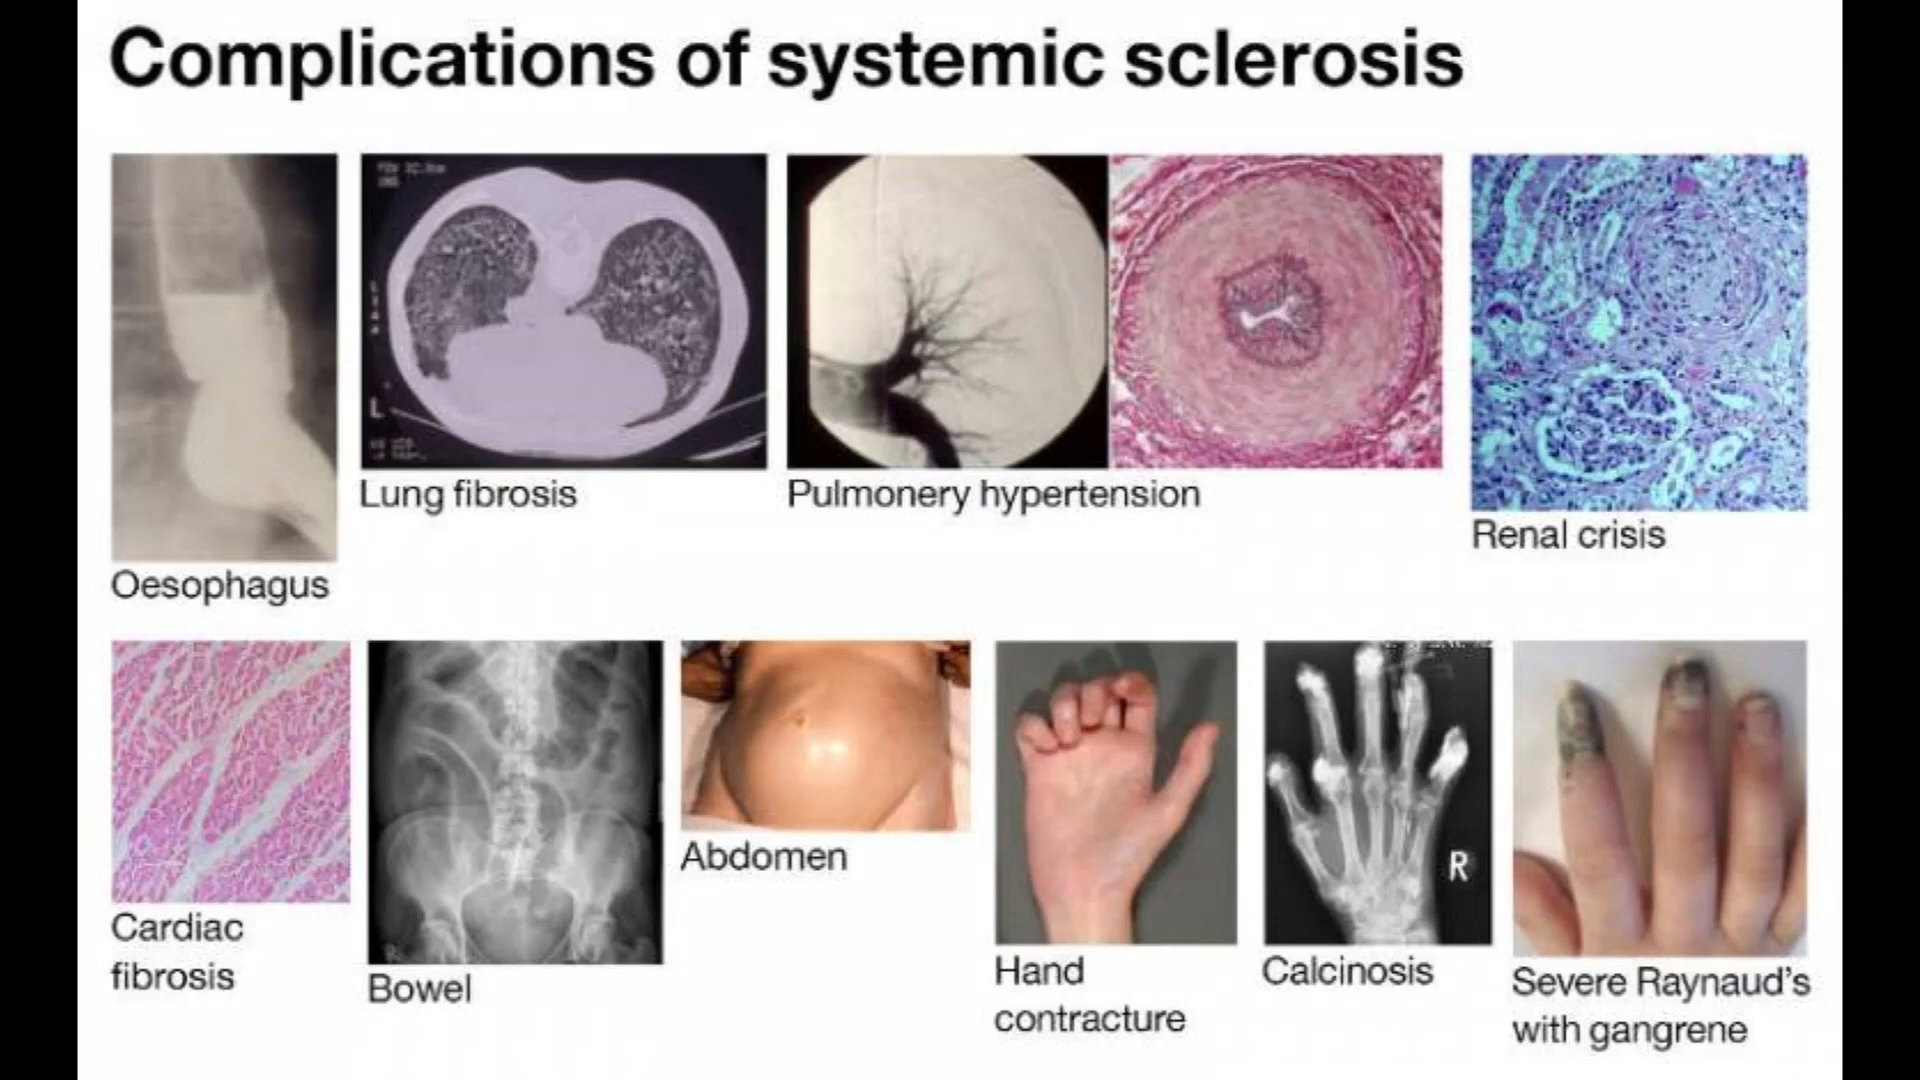 Complications of systemic sclerosis
Oesophagus
Lung fibrosis
Pulmonery hypertension
Renal crisis
L
Cardiac
fibrosis
Bowel
R
Abdomen
Hand
contracture
R
Calcinosis
Severe Raynaud’s
with gangrene